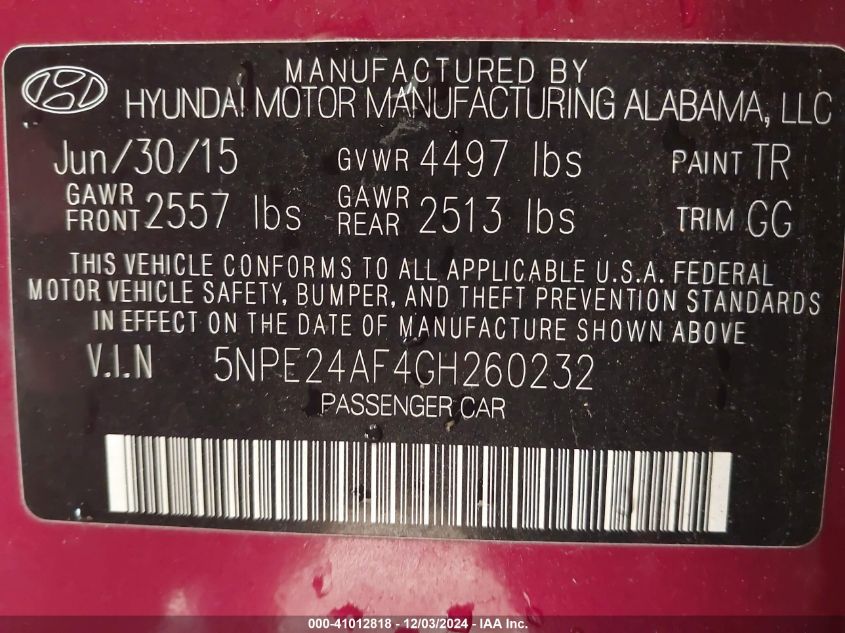 MANUFACTURED BY
HYUNDAI MOTOR MANUFACTURING ALABAMA, LLC
Jun/30/15 GVWR 4497 lbs PAINT TR
GAWR FRONT 2557 lbs GAWR REAR 2513 lbs TRIM GG
THIS VEHICLE CONFORMS TO ALL APPLICABLE U.S.A. FEDERAL
MOTOR VEHICLE SAFETY, BUMPER, AND THEFT PREVENTION STANDARDS
IN EFFECT ON THE DATE OF MANUFACTURE SHOWN ABOVE
V.I.N 5NPE24AF4GH260232
PASSENGER CAR
000-41012818 - 12/03/2024 - IAA Inc.